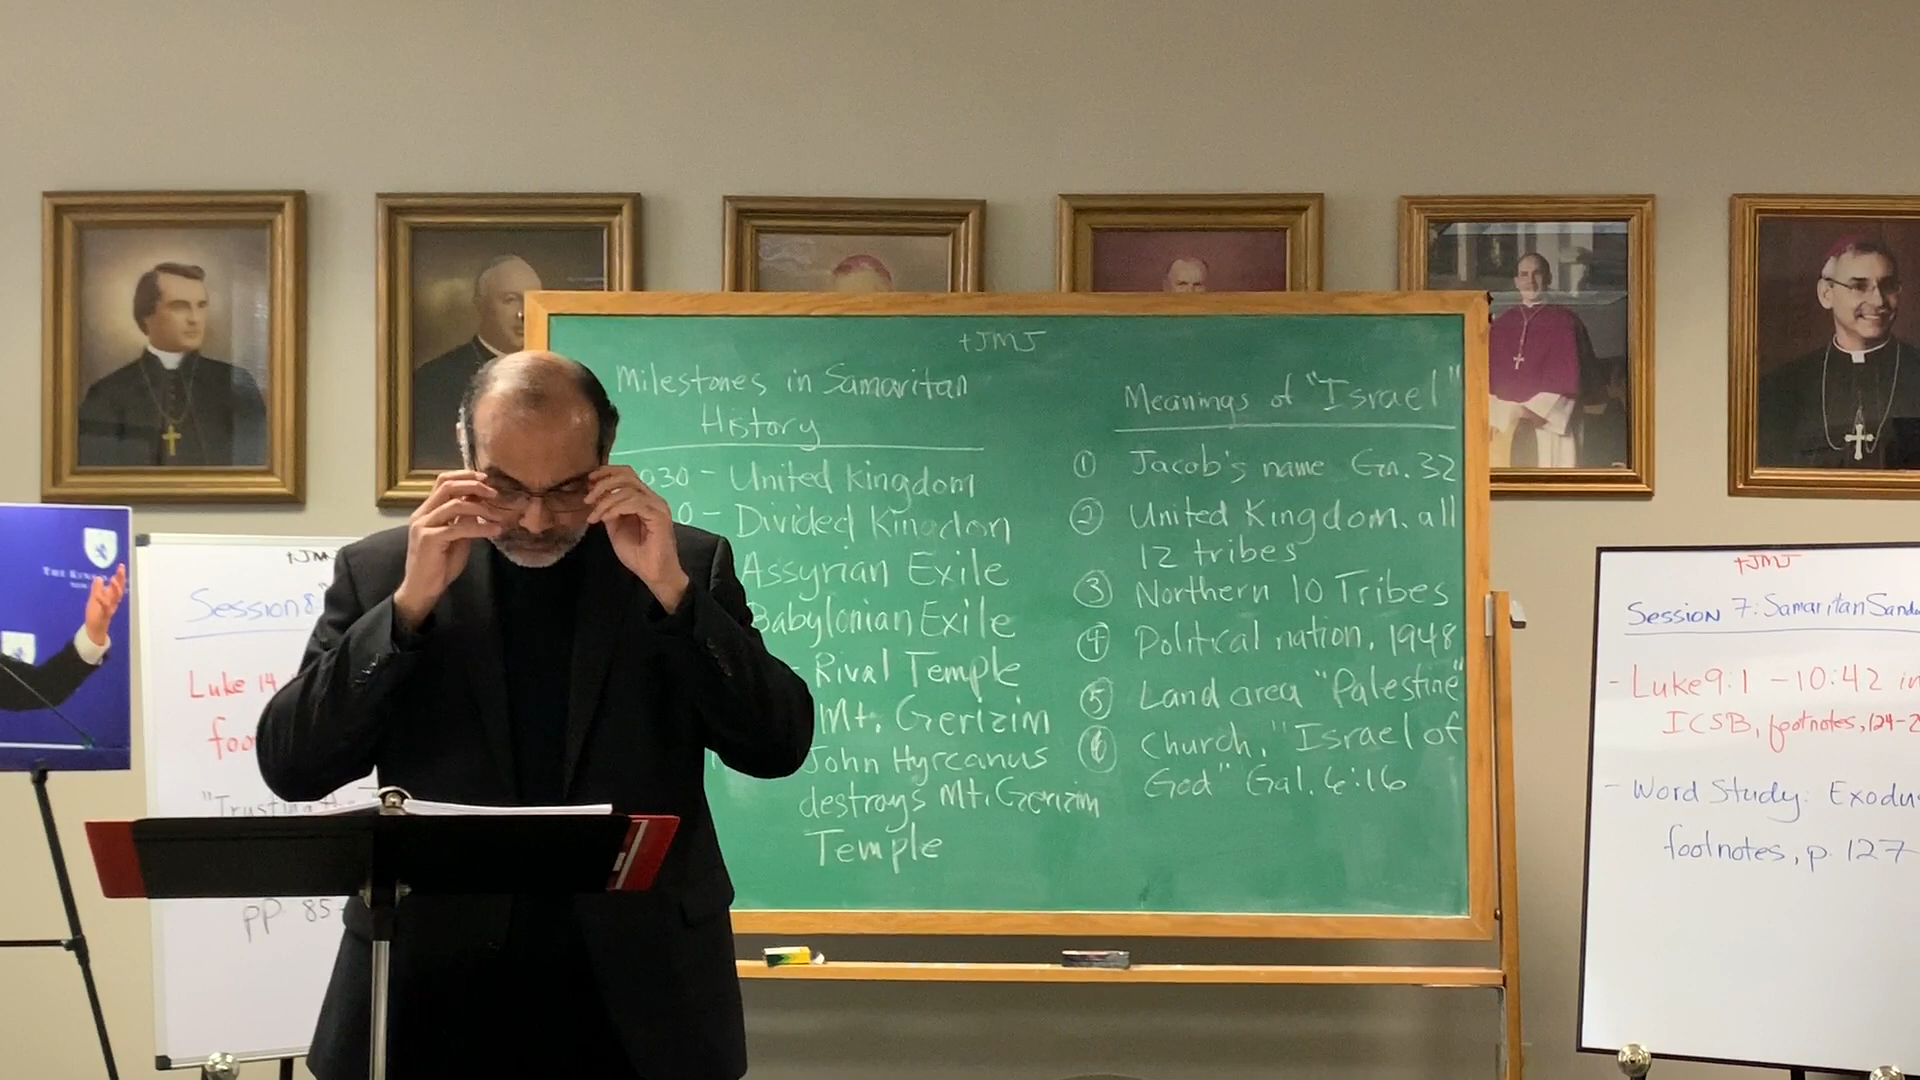 +JMJ
Milestones in Samaritan
History
030 - United Kingdom
0 - Divided Kingdom
Assyrian Exile
Babylonian Exile
- Rival Temple
Mt. Gerizim
John Hyrcanus
destroys Mt. Gerizim
Temple
Meanings of "Israel"
① Jacob's name Gn. 32
② United Kingdom, all
12 tribes
③ Northern 10 Tribes
④ Political nation, 1948
⑤ Land area "Palestine"
⑥ Church, "Israel of
God" Gal. 6:16
+JM
Session 8:
Luke 14
foo
"Trusting the
pp. 85-
+JMJ
Session 7: Samaritan Sand
- Luke 9:1 - 10:42 in
ICSB, footnotes, 124-2
- Word Study: Exodu
footnotes, p. 127